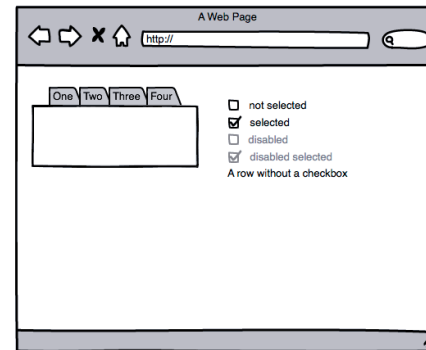 A Web Page
http://
One Two Three Four
not selected
selected
disabled
disabled selected
A row without a checkbox